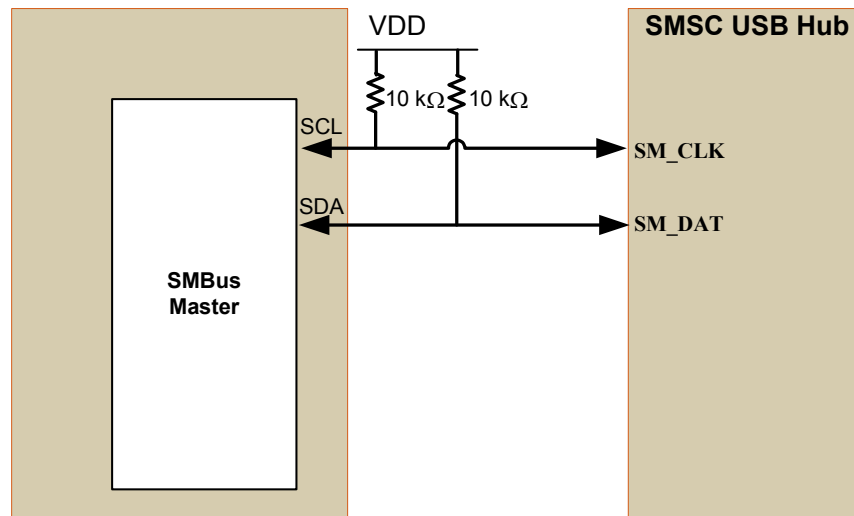 VDD
SMSC USB Hub
10 kΩ
10 kΩ
SCL
SM_CLK
SDA
SM_DAT
SMBus
Master